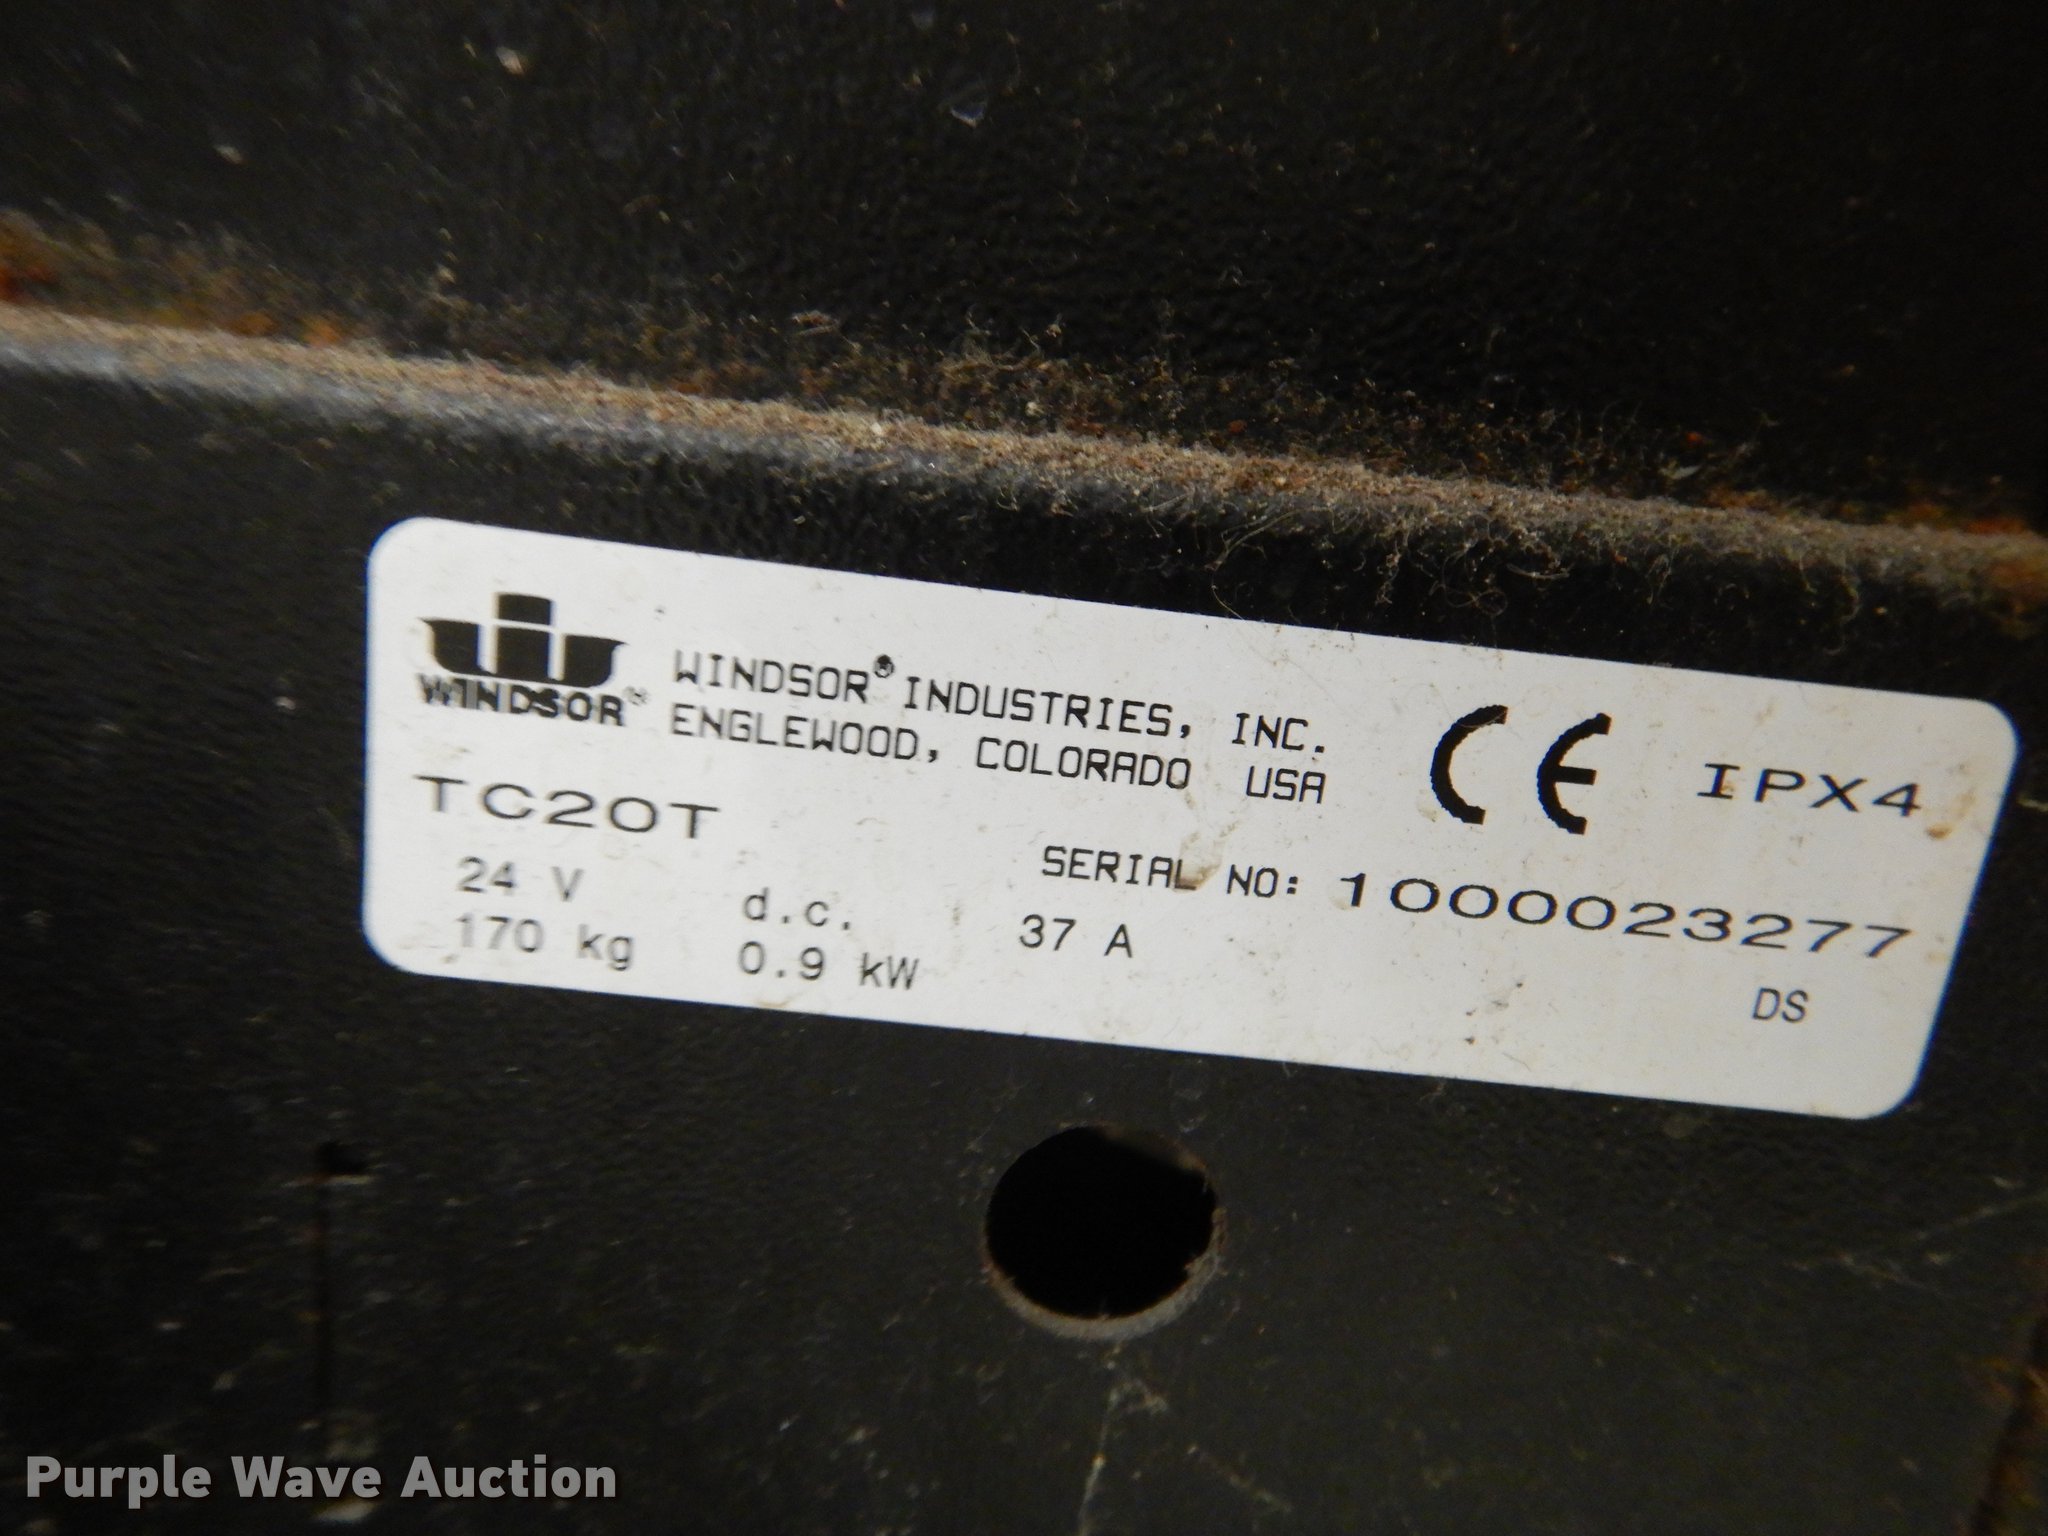 WINDSOR®
WINDSOR® INDUSTRIES, INC.
ENGLEWOOD, COLORADO USA
CE IPX4
TC20T
SERIAL NO: 1000023277
24 V d.c. 37 A
170 kg 0.9 kW
DS
Purple Wave Auction